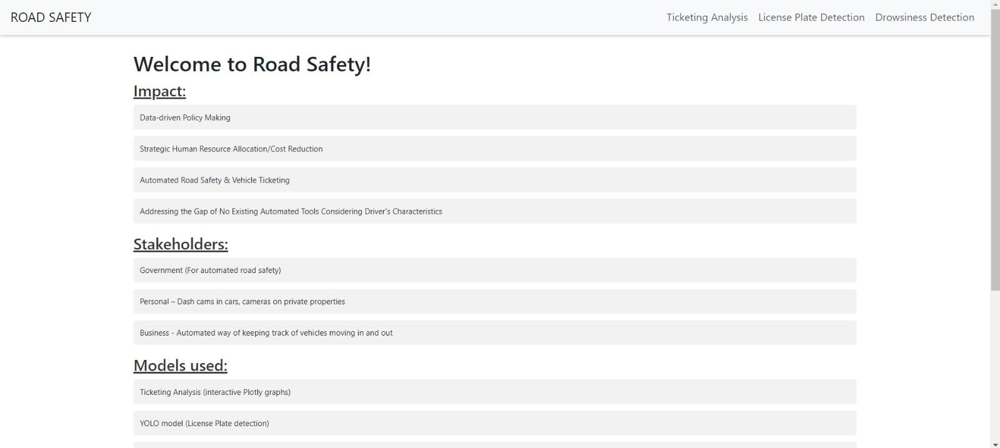 ROAD SAFETY
Ticketing Analysis License Plate Detection Drowsiness Detection
Welcome to Road Safety!
Impact:
Data-driven Policy Making
Strategic Human Resource Allocation/Cost Reduction
Automated Road Safety & Vehicle Ticketing
Addressing the Gap of No Existing Automated Tools Considering Driver's Characteristics
Stakeholders:
Government (For automated road safety)
Personal – Dash cams in cars, cameras on private properties
Business - Automated way of keeping track of vehicles moving in and out
Models used:
Ticketing Analysis (interactive Plotly graphs)
YOLO model (License Plate detection)